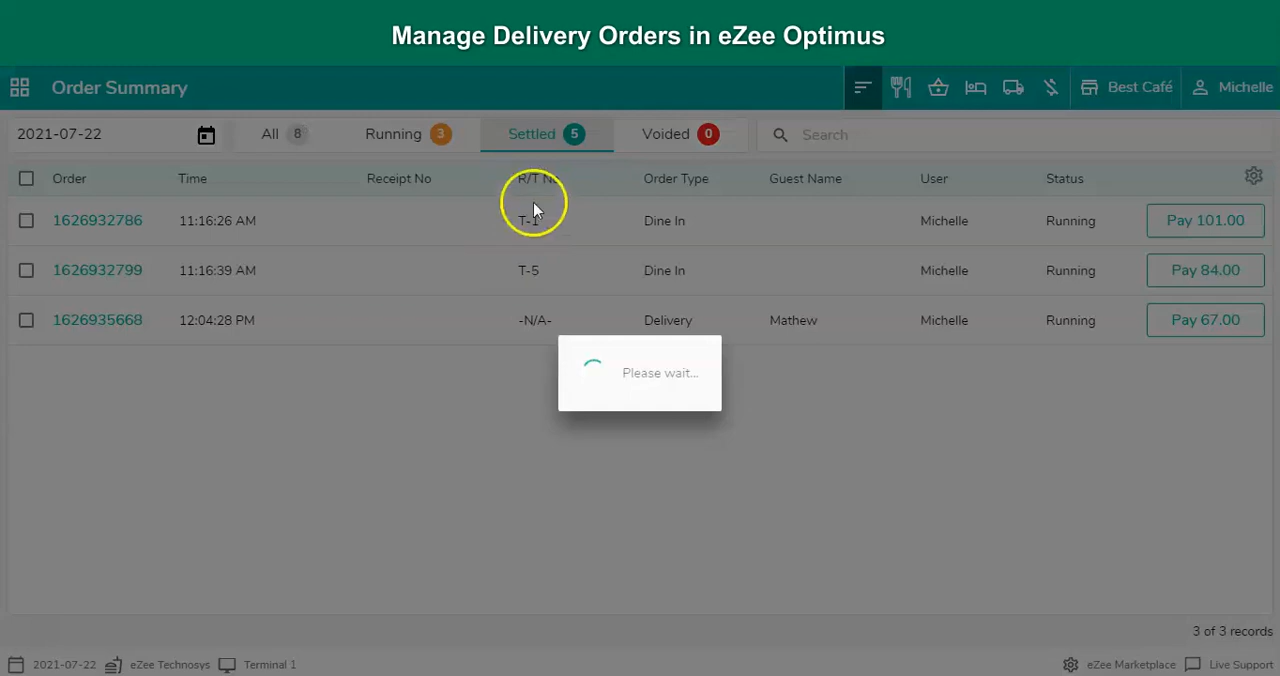 Manage Delivery Orders in eZee Optimus
Order Summary Best Café Michelle
2021-07-22 All 8 Running 3 Settled 5 Voided 0 Search
Order Time Receipt No R/T No Order Type Guest Name User Status
1626932786 11:16:26 AM T-1 Dine In Michelle Running Pay 101.00
1626932799 11:16:39 AM T-5 Dine In Michelle Running Pay 84.00
1626935668 12:04:28 PM -N/A- Delivery Mathew Michelle Running Pay 67.00
Please wait...
3 of 3 records
2021-07-22 eZee Technosys Terminal 1 eZee Marketplace Live Support